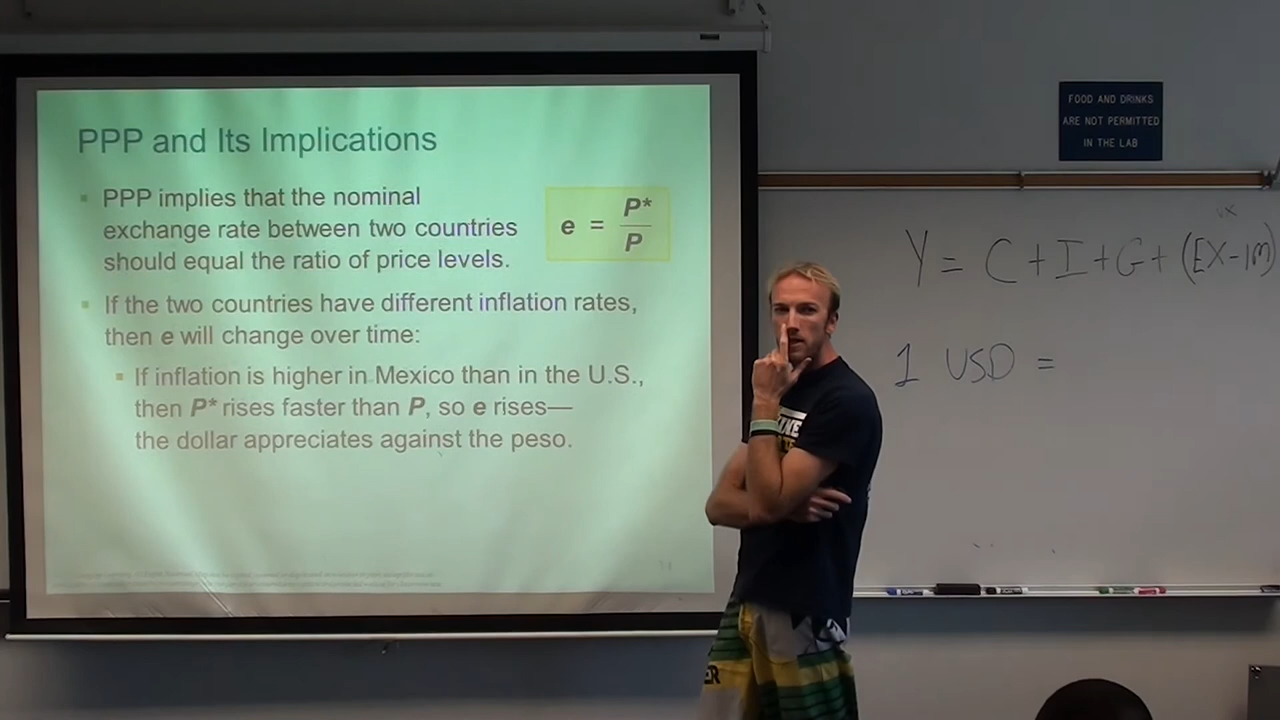 PPP and Its Implications
PPP implies that the nominal
exchange rate between two countries
should equal the ratio of price levels.
e = P*/P
If the two countries have different inflation rates,
then e will change over time:
If inflation is higher in Mexico than in the U.S.,
then P* rises faster than P, so e rises—
the dollar appreciates against the peso.
FOOD AND DRINKS
ARE NOT PERMITTED
IN THE LAB
Y = C + I + G + (EX-IM)
1 USD =